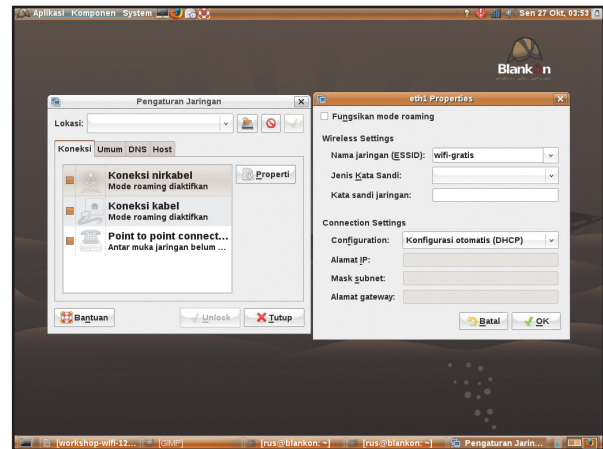 Aplikasi Komponen System
Sen 27 Okt, 03:53
Blankon
Pengaturan Jaringan
Lokasi:
Koneksi Umum DNS Host
Koneksi nirkabel
Mode roaming diaktifkan
Koneksi kabel
Mode roaming diaktifkan
Point to point connect...
Antar muka jaringan belum ...
Properti
Bantuan
Unlock
Tutup
eth1 Properties
Fungsikan mode roaming
Wireless Settings
Nama jaringan (ESSID): wifi-gratis
Jenis Kata Sandi:
Kata sandi jaringan:
Connection Settings
Configuration: Konfigurasi otomatis (DHCP)
Alamat IP:
Mask subnet:
Alamat gateway:
Batal
OK
[workshop-wifi-12... [GIMP] [rus@blankon: ~] [rus@blankon: ~] Pengaturan Jarin...